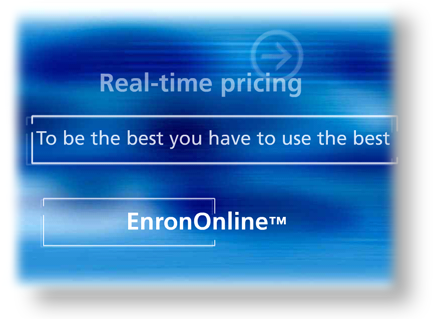 Real-time pricing
To be the best you have to use the best
EnronOnline™